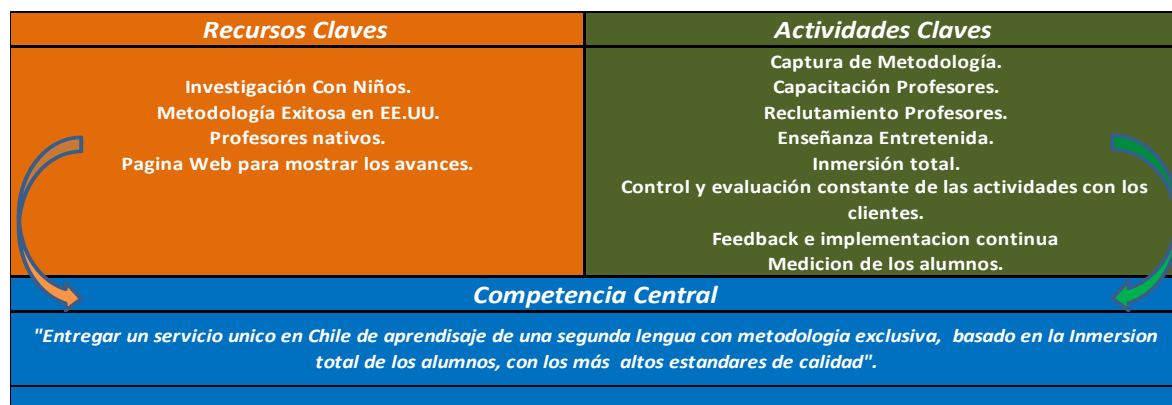 Recursos Claves
Investigación Con Niños.
Metodología Exitosa en EE.UU.
Profesores nativos.
Pagina Web para mostrar los avances.
Actividades Claves
Captura de Metodología.
Capacitación Profesores.
Reclutamiento Profesores.
Enseñanza Entretenida.
Inmersión total.
Control y evaluación constante de las actividades con los
clientes.
Feedback e implementacion continua
Medicion de los alumnos.
Competencia Central
"Entregar un servicio unico en Chile de aprendisaje de una segunda lengua con metodologia exclusiva, basado en la Inmersion
total de los alumnos, con los más altos estandares de calidad".